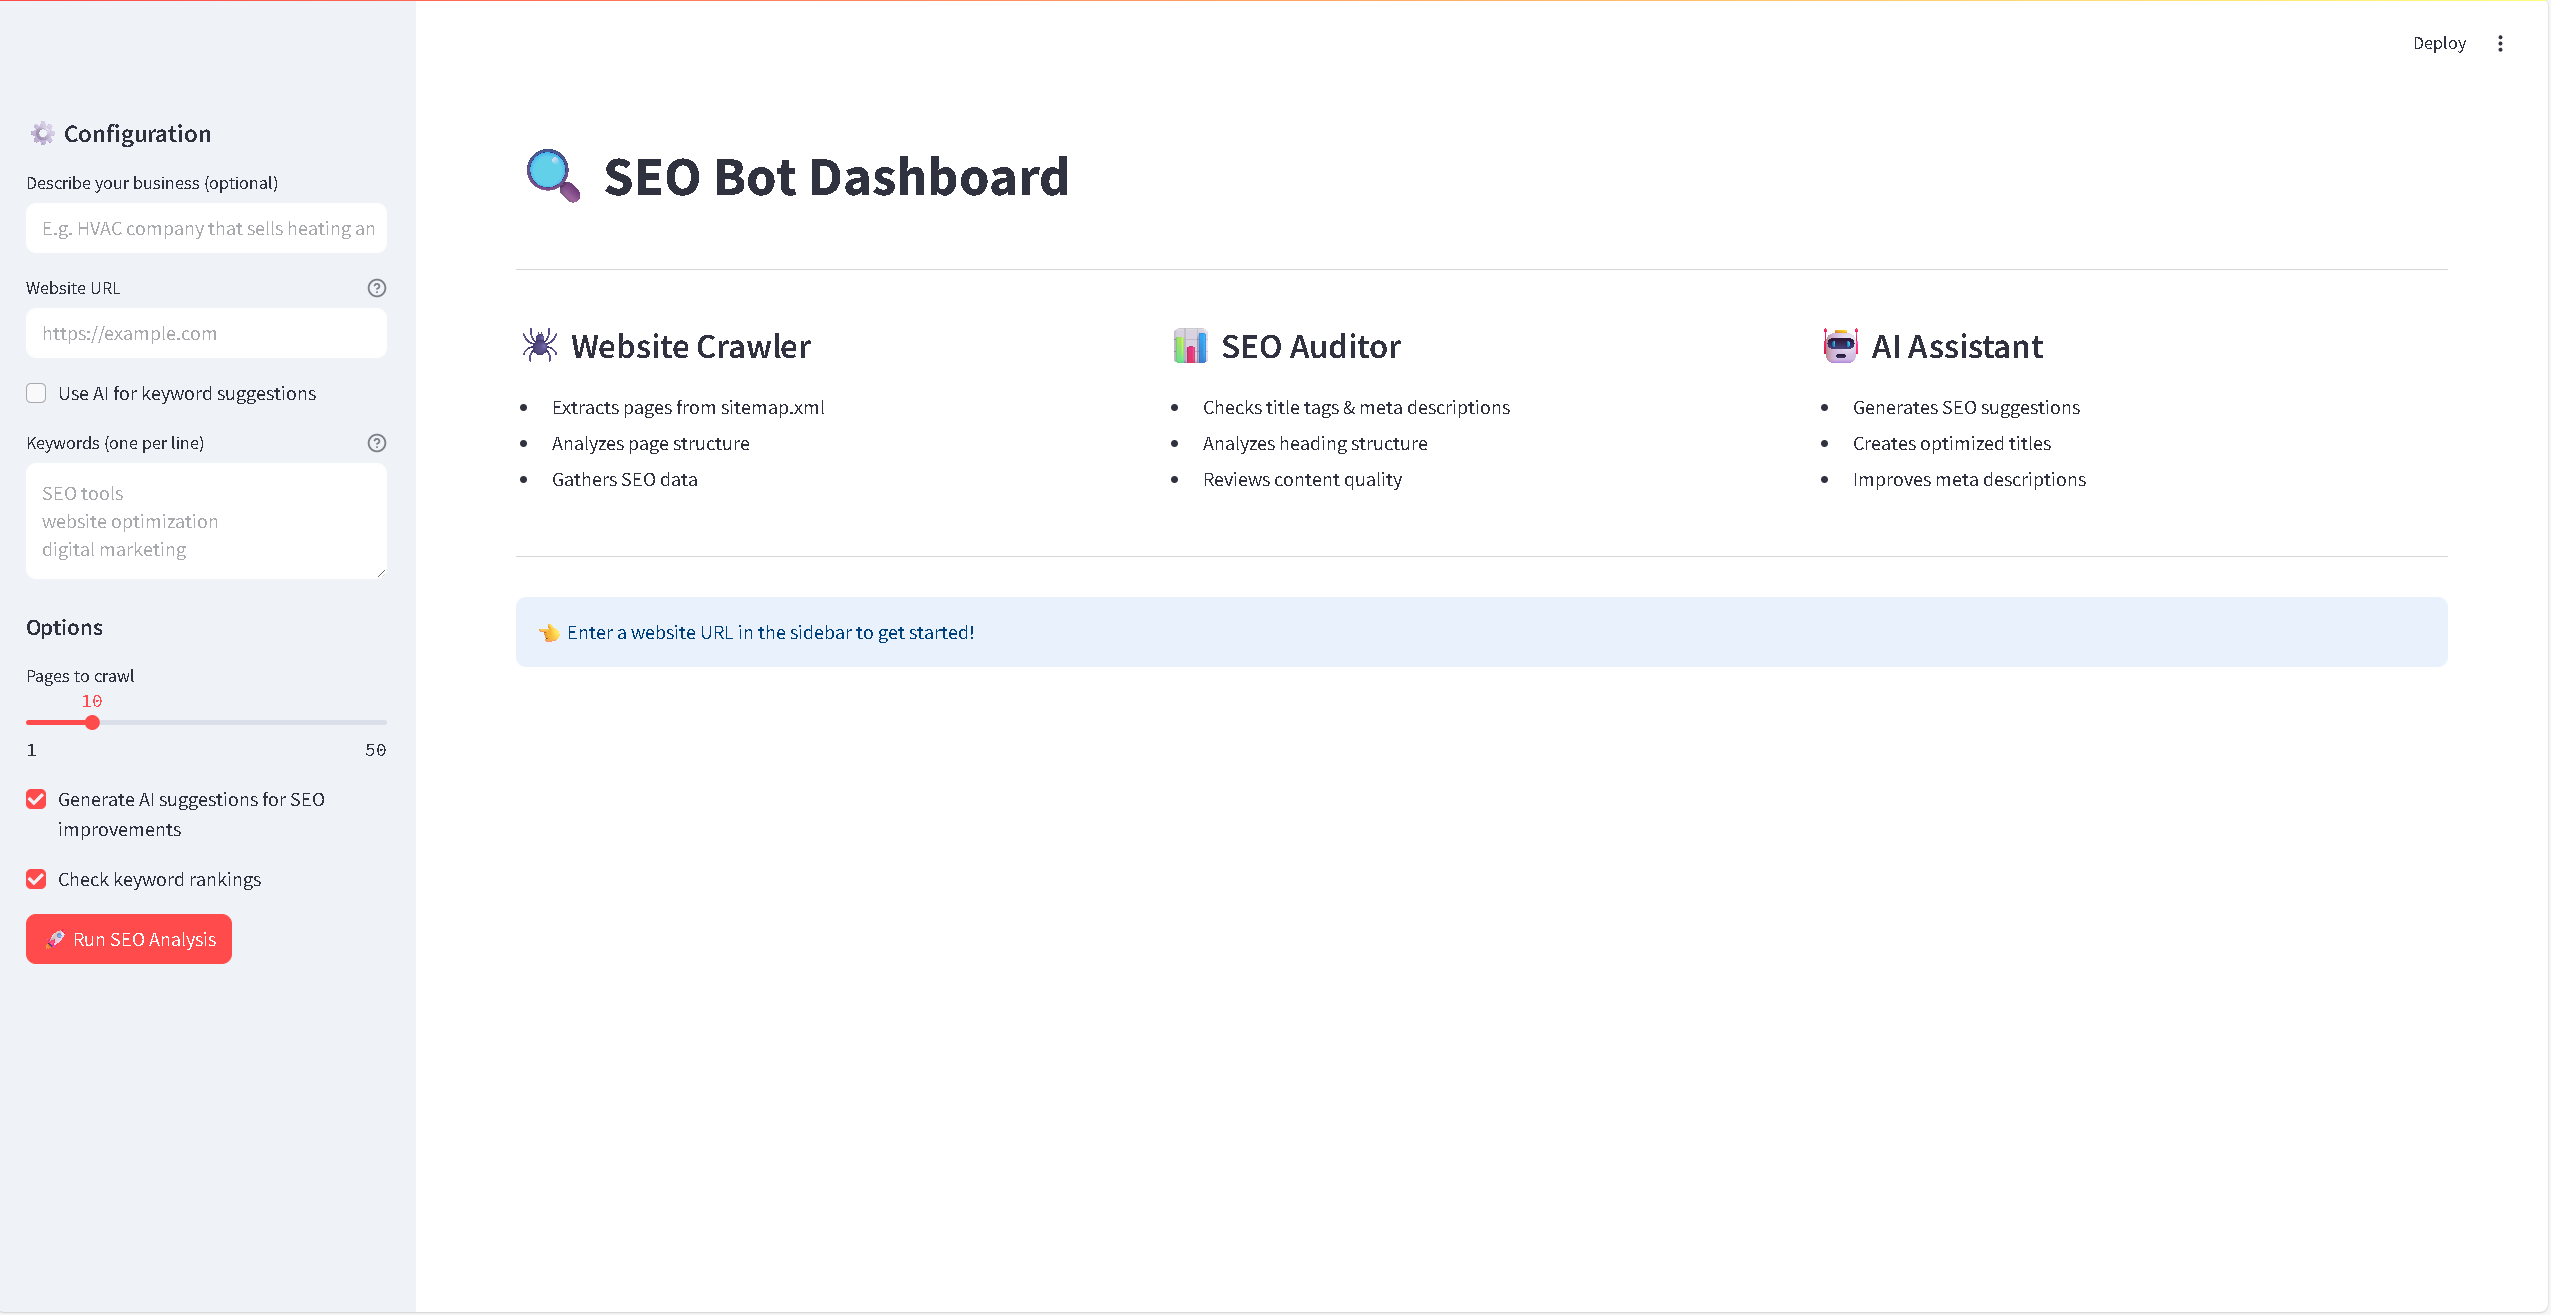 Deploy
Configuration
Describe your business (optional)
E.g. HVAC company that sells heating an
Website URL
https://example.com
Use AI for keyword suggestions
Keywords (one per line)
SEO tools
website optimization
digital marketing
Options
Pages to crawl
10
1 50
Generate AI suggestions for SEO
improvements
Check keyword rankings
Run SEO Analysis
SEO Bot Dashboard
Website Crawler
Extracts pages from sitemap.xml
Analyzes page structure
Gathers SEO data
SEO Auditor
Checks title tags & meta descriptions
Analyzes heading structure
Reviews content quality
AI Assistant
Generates SEO suggestions
Creates optimized titles
Improves meta descriptions
Enter a website URL in the sidebar to get started!